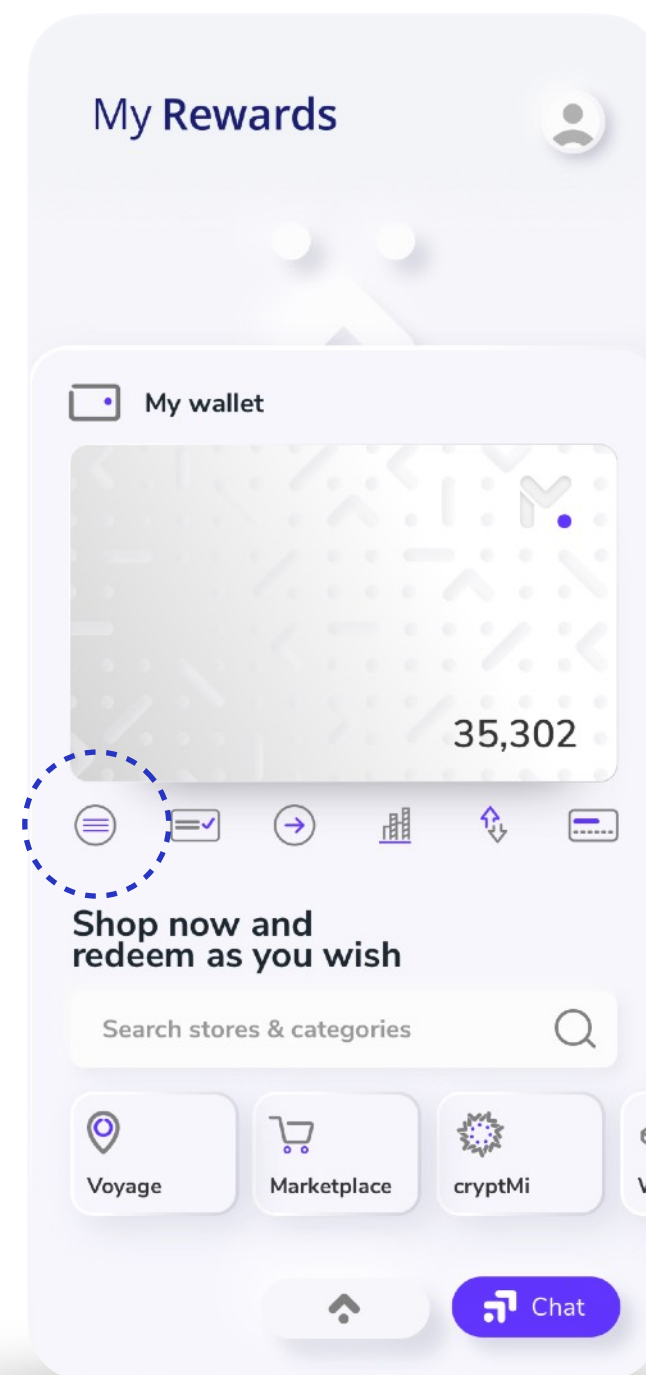 My Rewards
My wallet
35,302
Shop now and
redeem as you wish
Search stores & categories
Voyage
Marketplace
cryptMi
Chat